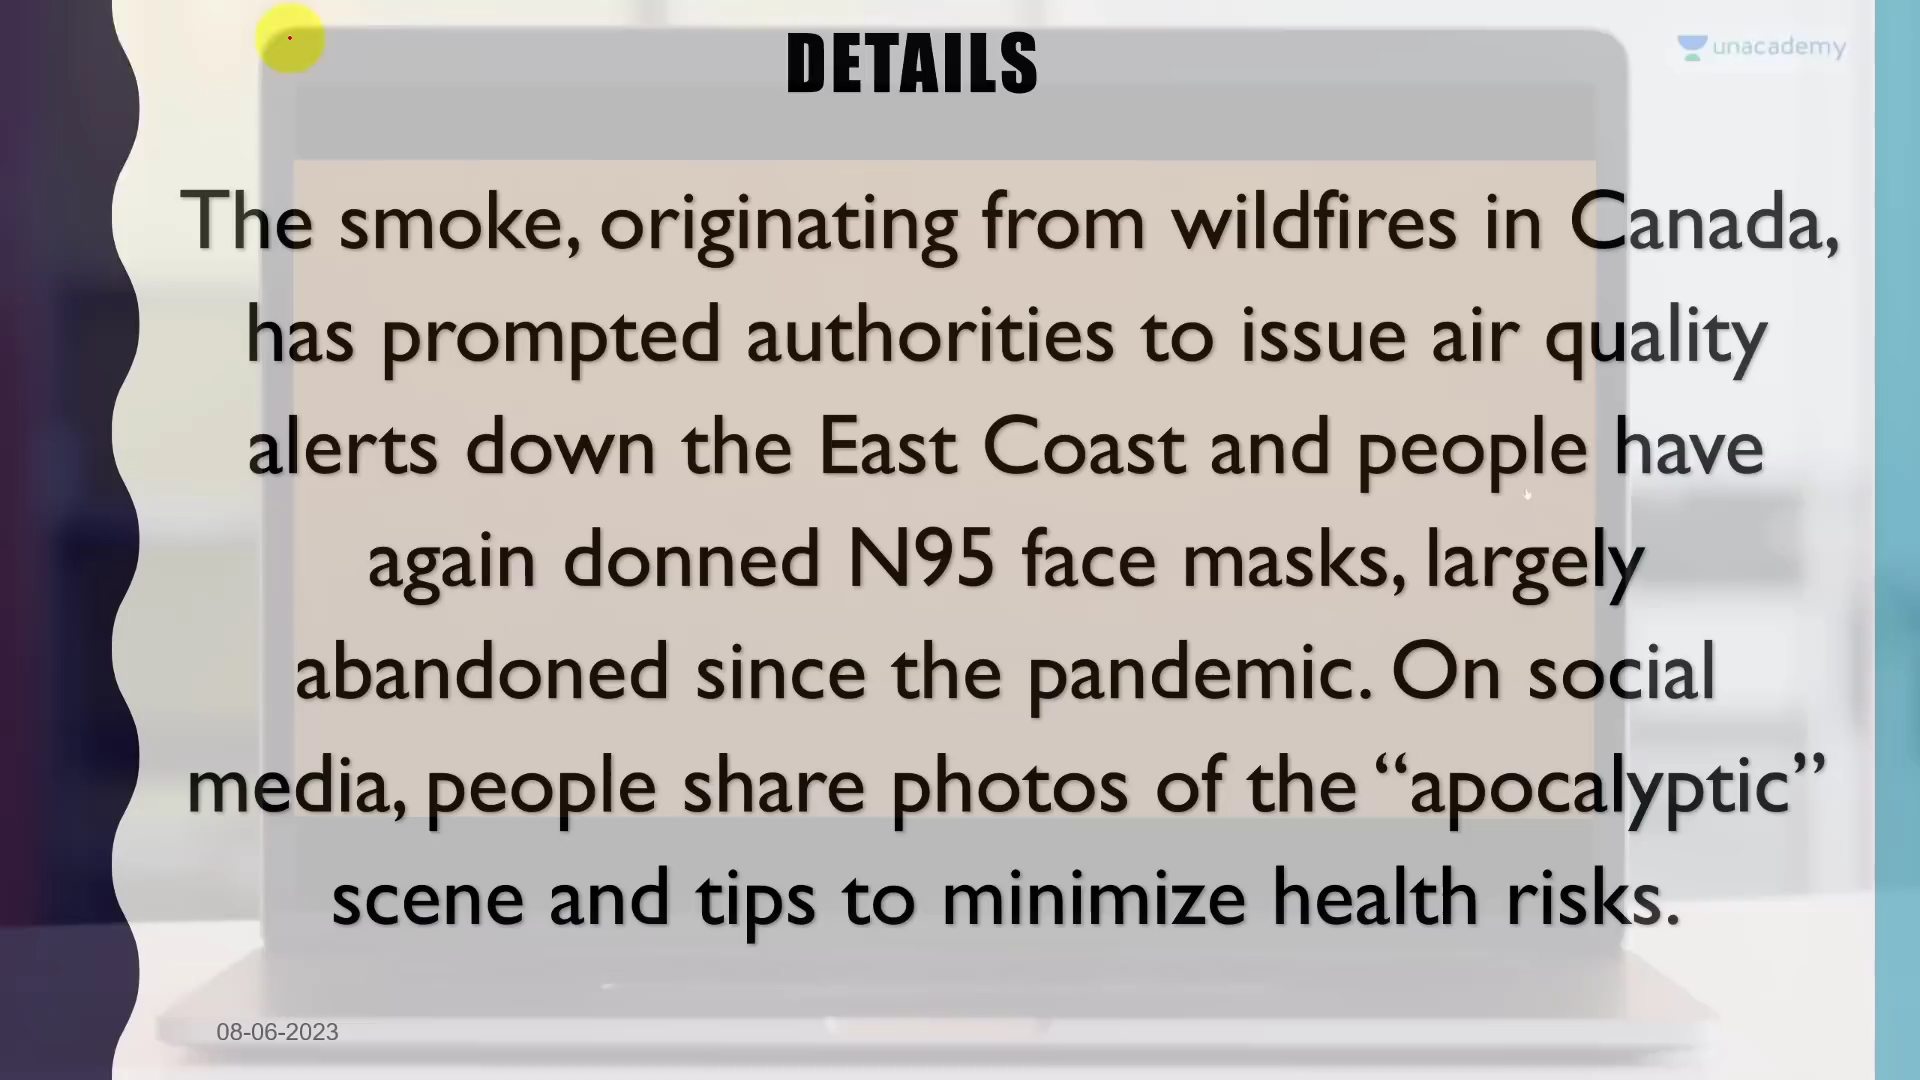 DETAILS
unacademy
The smoke, originating from wildfires in Canada,
has prompted authorities to issue air quality
alerts down the East Coast and people have
again donned N95 face masks, largely
abandoned since the pandemic. On social
media, people share photos of the “apocalyptic”
scene and tips to minimize health risks.
08-06-2023